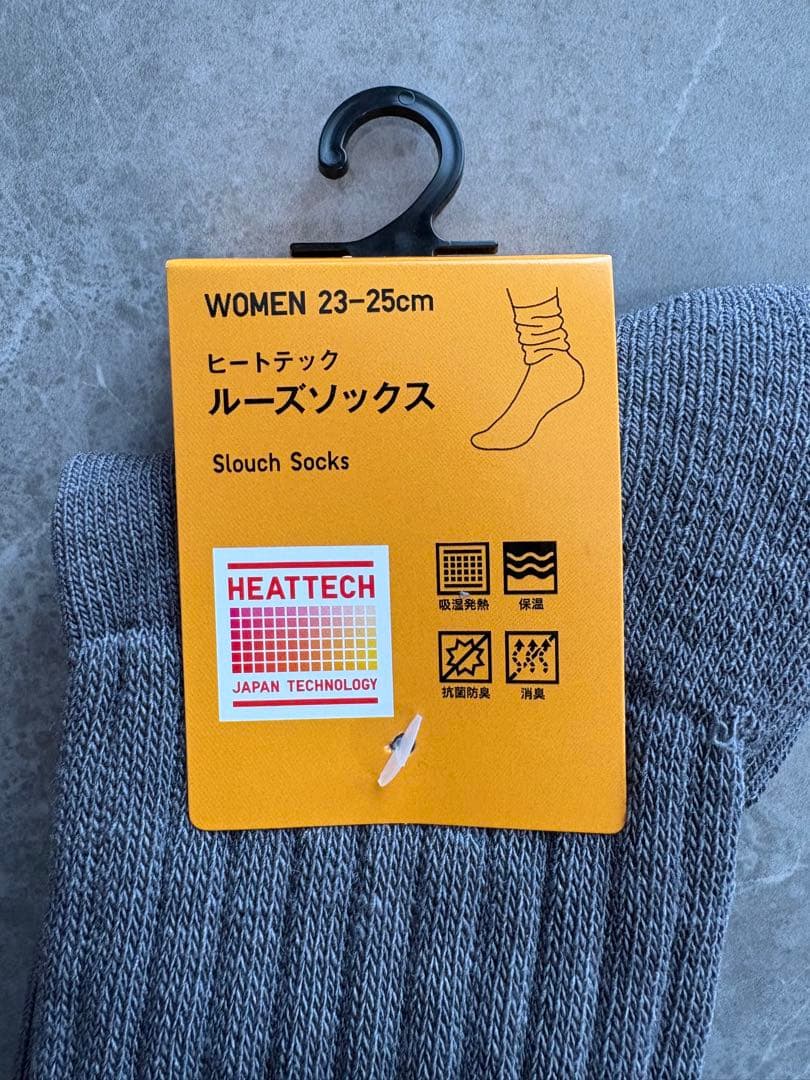 WOMEN 23-25cm
ヒートテック
ルーズソックス
Slouch Socks
HEATTECH
JAPAN TECHNOLOGY
吸湿発熱
保温
抗菌防臭
消臭